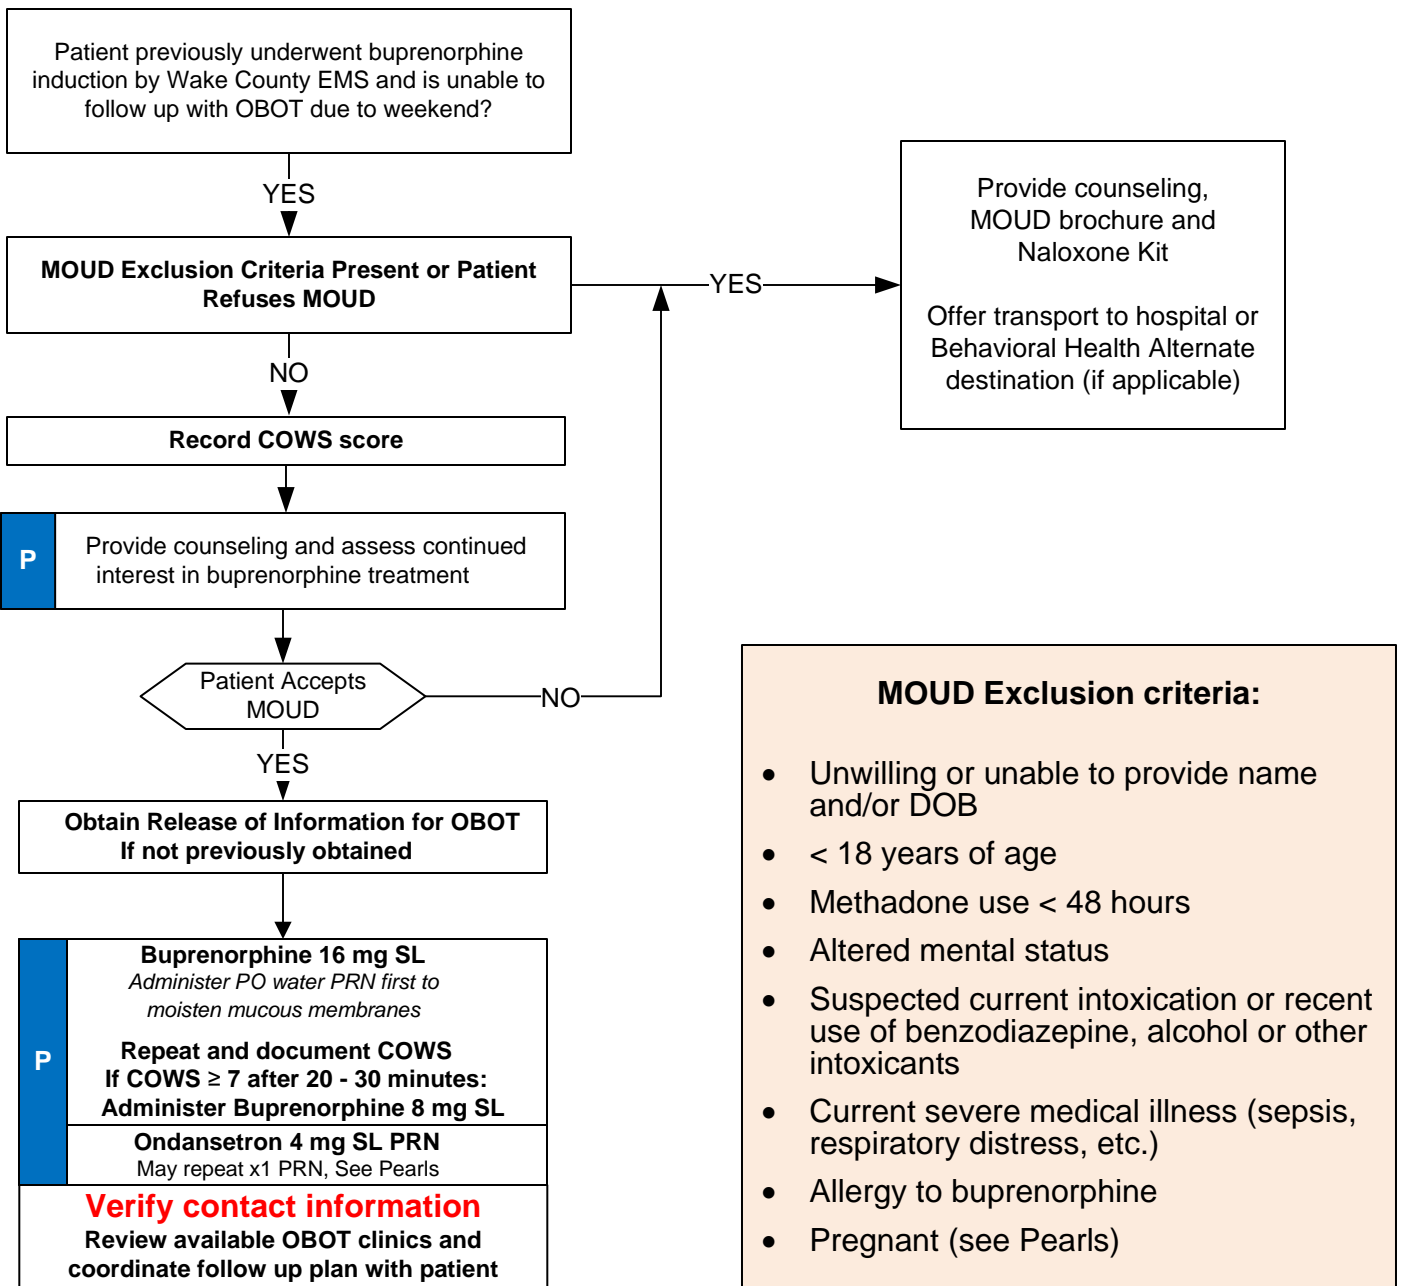 Patient previously underwent buprenorphine
induction by Wake County EMS and is unable to
follow up with OBOT due to weekend?
YES
MOUD Exclusion Criteria Present or Patient
Refuses MOUD
YES
Provide counseling,
MOUD brochure and
Naloxone Kit
Offer transport to hospital or
Behavioral Health Alternate
destination (if applicable)
NO
Record COWS score
P
Provide counseling and assess continued
interest in buprenorphine treatment
Patient Accepts
MOUD
NO
YES
Obtain Release of Information for OBOT
If not previously obtained
P
Buprenorphine 16 mg SL
Administer PO water PRN first to
moisten mucous membranes
Repeat and document COWS
If COWS ≥ 7 after 20 - 30 minutes:
Administer Buprenorphine 8 mg SL
Ondansetron 4 mg SL PRN
May repeat x1 PRN, See Pearls
Verify contact information
Review available OBOT clinics and
coordinate follow up plan with patient
MOUD Exclusion criteria:
• Unwilling or unable to provide name
and/or DOB
• < 18 years of age
• Methadone use < 48 hours
• Altered mental status
• Suspected current intoxication or recent
use of benzodiazepine, alcohol or other
intoxicants
• Current severe medical illness (sepsis,
respiratory distress, etc.)
• Allergy to buprenorphine
• Pregnant (see Pearls)